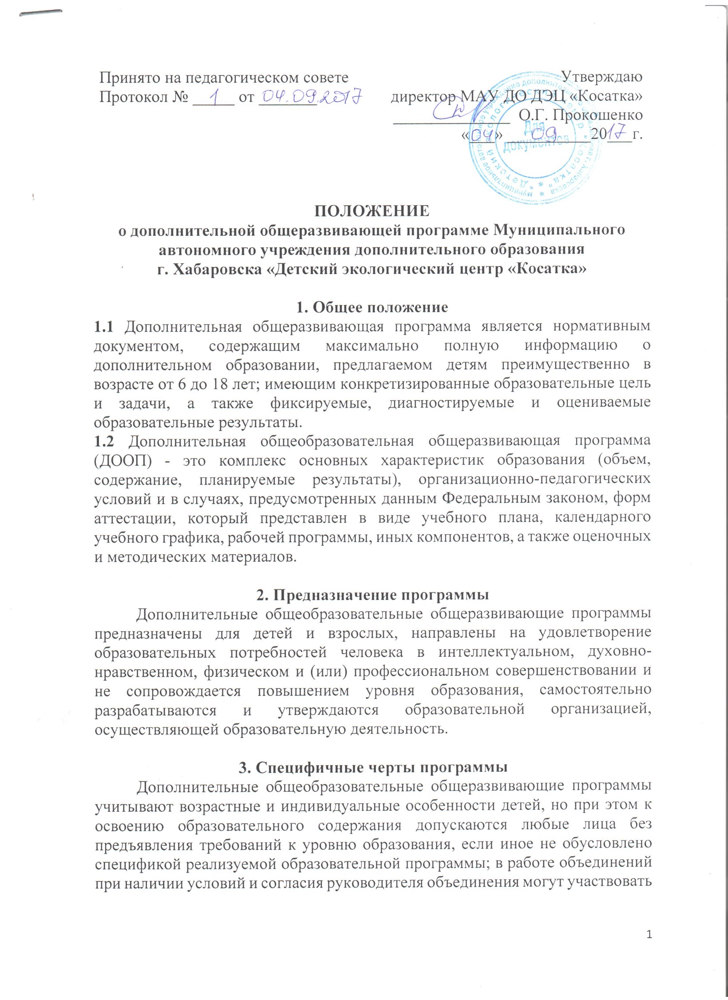 Принято на педагогическом совете
Протокол № 1 от 04.09.2017
Утверждаю
директор МАУ ДО ДЭЦ «Косатка»
О.Г. Прокошенко
«04» 09 2017 г.
муниципальное автономное учреждение дополнительного образования г. Хабаровска *
"Детский экологический центр "Косатка" *
Для
документов
ПОЛОЖЕНИЕ
о дополнительной общеразвивающей программе Муниципального
автономного учреждения дополнительного образования
г. Хабаровска «Детский экологический центр «Косатка»
1. Общее положение
1.1 Дополнительная общеразвивающая программа является нормативным
документом, содержащим максимально полную информацию о
дополнительном образовании, предлагаемом детям преимущественно в
возрасте от 6 до 18 лет; имеющим конкретизированные образовательные цель
и задачи, а также фиксируемые, диагностируемые и оцениваемые
образовательные результаты.
1.2 Дополнительная общеобразовательная общеразвивающая программа
(ДООП) - это комплекс основных характеристик образования (объем,
содержание, планируемые результаты), организационно-педагогических
условий и в случаях, предусмотренных данным Федеральным законом, форм
аттестации, который представлен в виде учебного плана, календарного
учебного графика, рабочей программы, иных компонентов, а также оценочных
и методических материалов.
2. Предназначение программы
Дополнительные общеобразовательные общеразвивающие программы
предназначены для детей и взрослых, направлены на удовлетворение
образовательных потребностей человека в интеллектуальном, духовно-
нравственном, физическом и (или) профессиональном совершенствовании и
не сопровождается повышением уровня образования, самостоятельно
разрабатываются и утверждаются образовательной организацией,
осуществляющей образовательную деятельность.
3. Специфичные черты программы
Дополнительные общеобразовательные общеразвивающие программы
учитывают возрастные и индивидуальные особенности детей, но при этом к
освоению образовательного содержания допускаются любые лица без
предъявления требований к уровню образования, если иное не обусловлено
спецификой реализуемой образовательной программы; в работе объединений
при наличии условий и согласия руководителя объединения могут участвовать
1